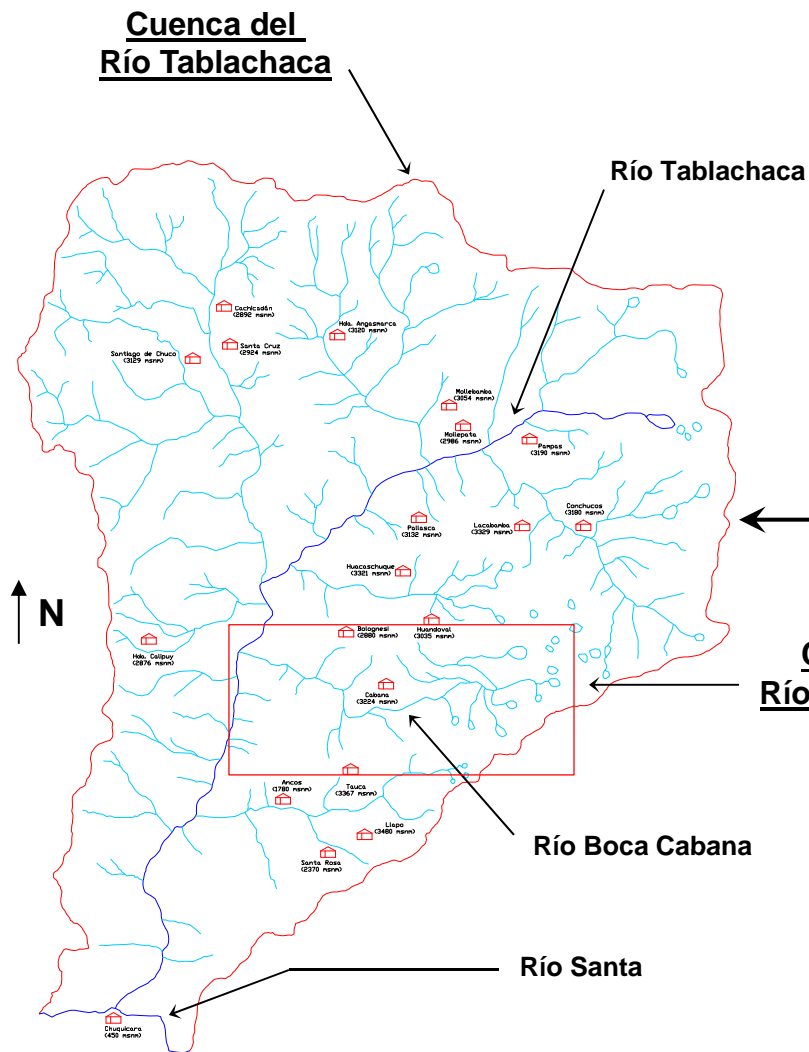 Cuenca del
Río Tablachaca
Río Tablachaca
Cachicadán
(2892 msnm)
Hda. Angasmarca
(3120 msnm)
Santa Cruz
(2924 msnm)
Santiago de Chuco
(3129 msnm)
Mollebamba
(3054 msnm)
Mollepata
(2986 msnm)
Pampas
(3190 msnm)
Conchucos
(3180 msnm)
Pallasca
(3132 msnm)
Lacabamba
(3329 msnm)
Huacaschuque
(3321 msnm)
N
Bolognesi
(2880 msnm)
Huandoval
(3035 msnm)
Hda. Calipuy
(2876 msnm)
C
Río
Cabana
(3224 msnm)
Ancos
(1780 msnm)
Tauca
(3367 msnm)
Llapo
(3480 msnm)
Río Boca Cabana
Santa Rosa
(2370 msnm)
Río Santa
Chuquicara
(450 msnm)